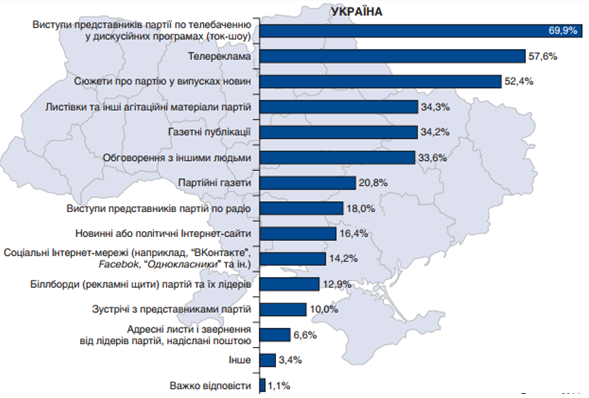 УКРАЇНА
Виступи представників партії по телебаченню
у дискусійних програмах (ток-шоу)
69,9%
Телереклама
57,6%
Сюжети про партію у випусках новин
52,4%
Листівки та інші агітаційні матеріали партій
34,3%
Газетні публікації
34,2%
Обговорення з іншими людьми
33,6%
Партійні газети
20,8%
Виступи представників партій по радіо
18,0%
Новинні або політичні Інтернет-сайти
16,4%
Соціальні Інтернет-мережі (наприклад, "ВКонтакте",
Facebok, "Однокласники" та ін.)
14,2%
Біллборди (рекламні щити) партій та їх лідерів
12,9%
Зустрічі з представниками партій
10,0%
Адресні листи і звернення
від лідерів партій, надіслані поштою
6,6%
Інше
3,4%
Важко відповісти
1,1%